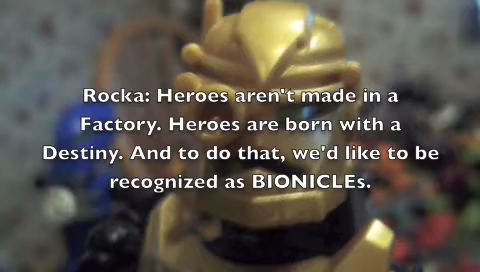 Rocka: Heroes aren't made in a
Factory. Heroes are born with a
Destiny. And to do that, we'd like to be
recognized as BIONICLEs.